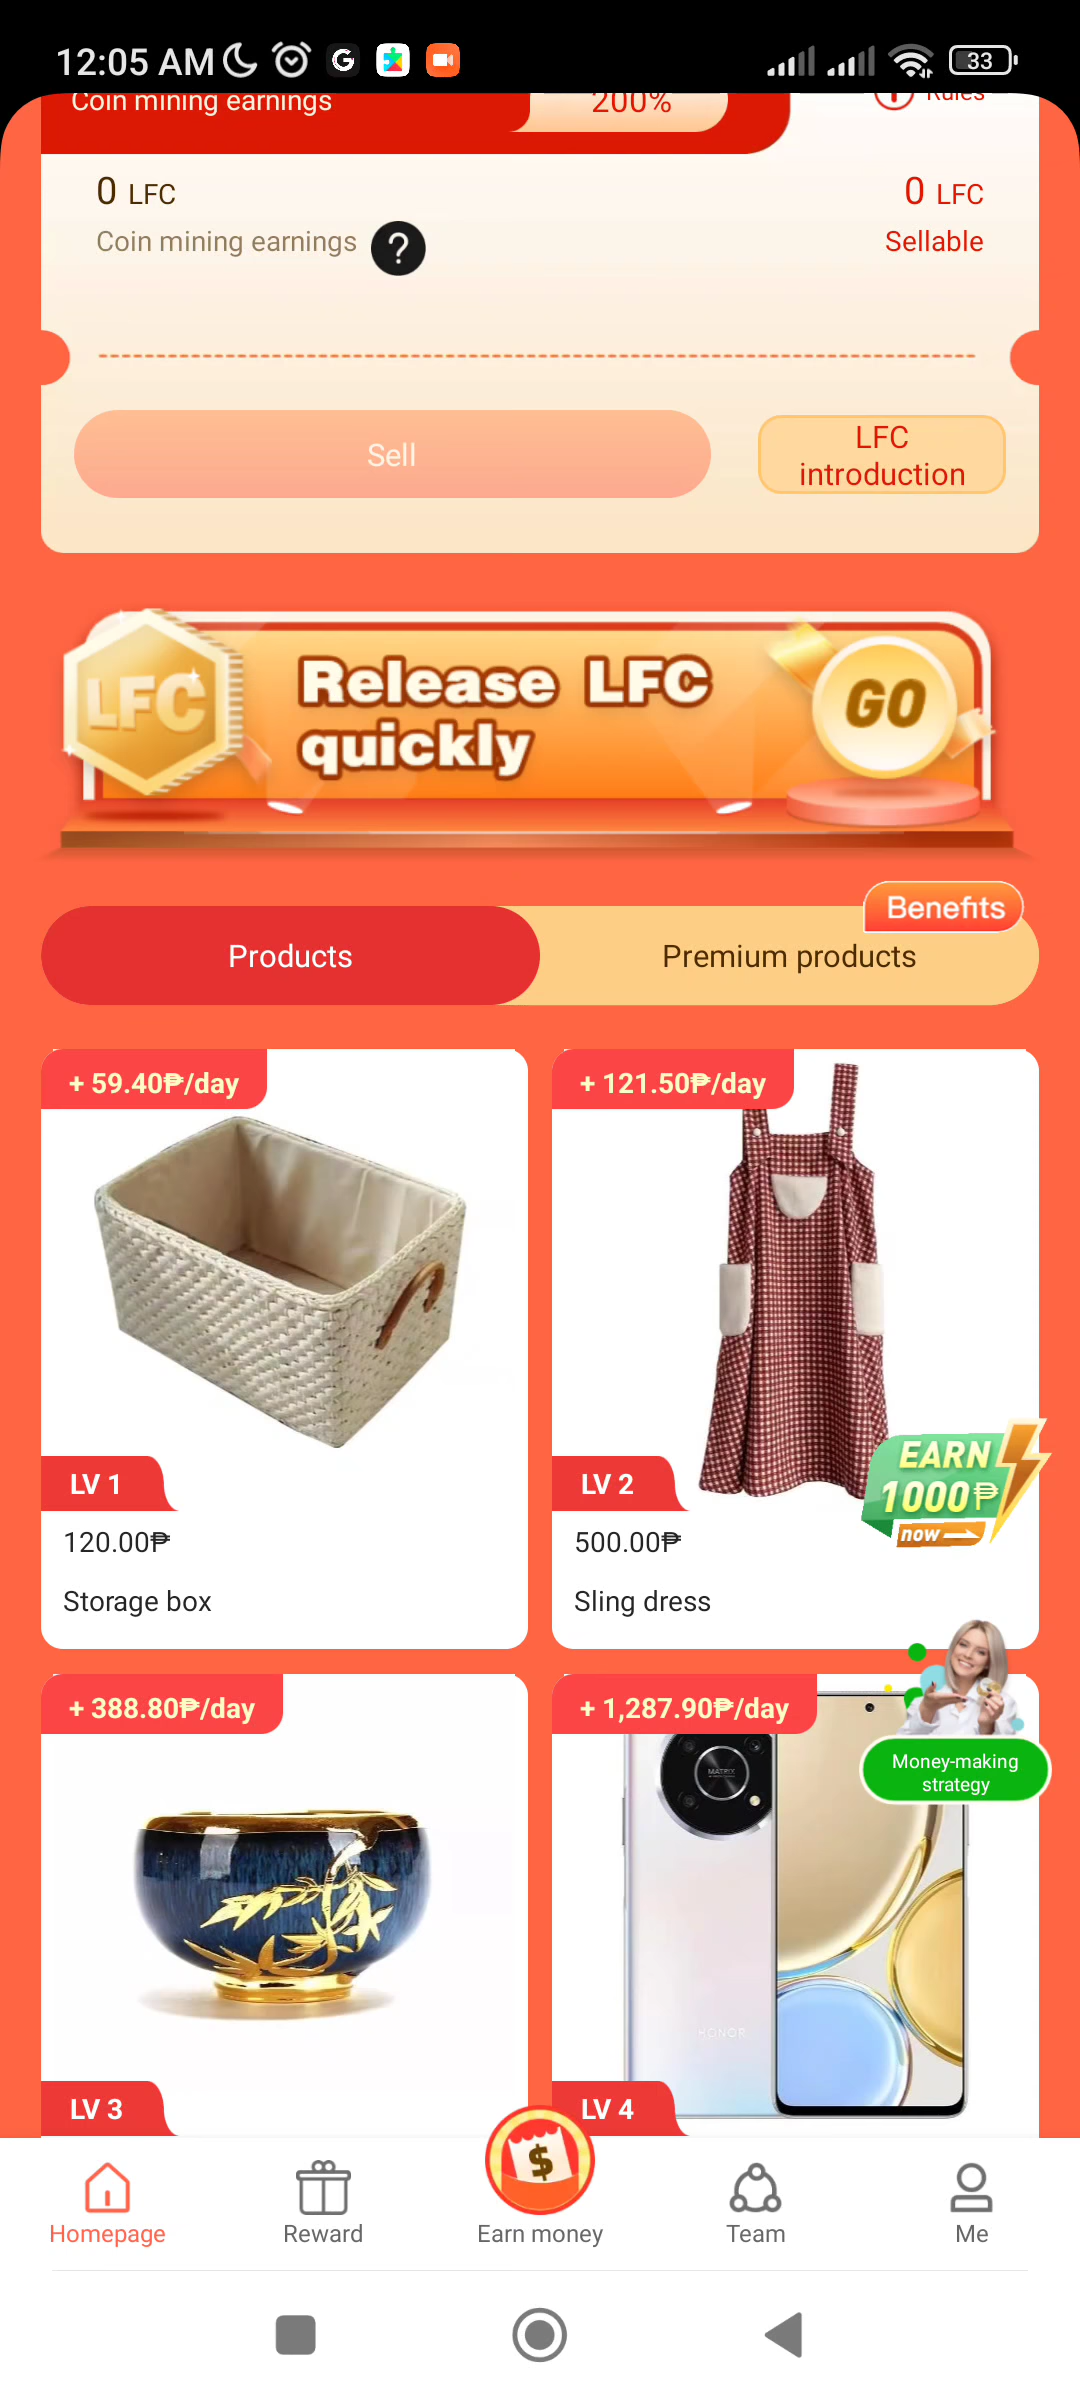 12:05 AM
33
Coin mining earnings
200%
Rules
0 LFC
0 LFC
Coin mining earnings ?
Sellable
Sell
LFC
introduction
LFC
Release LFC
quickly
GO
Benefits
Products
Premium products
+ 59.40₱/day
+ 121.50₱/day
LV 1
LV 2
EARN
1000₱
now
120.00₱
500.00₱
Storage box
Sling dress
+ 388.80₱/day
+ 1,287.90₱/day
Money-making
strategy
MATRIX
HONOR
LV 3
LV 4
$
Homepage
Reward
Earn money
Team
Me